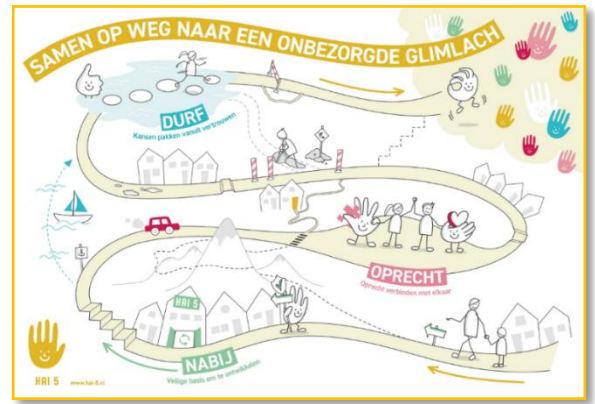 SAMEN OP WEG NAAR EEN ONBEZORGDE GLIMLACH
DURF
Kansen pakken vanuit vertrouwen
OPRECHT
Oprecht verbinden met elkaar
HAI 5
NABIJ
Veilige basis om te ontwikkelen
HAI 5
www.hai-5.nl